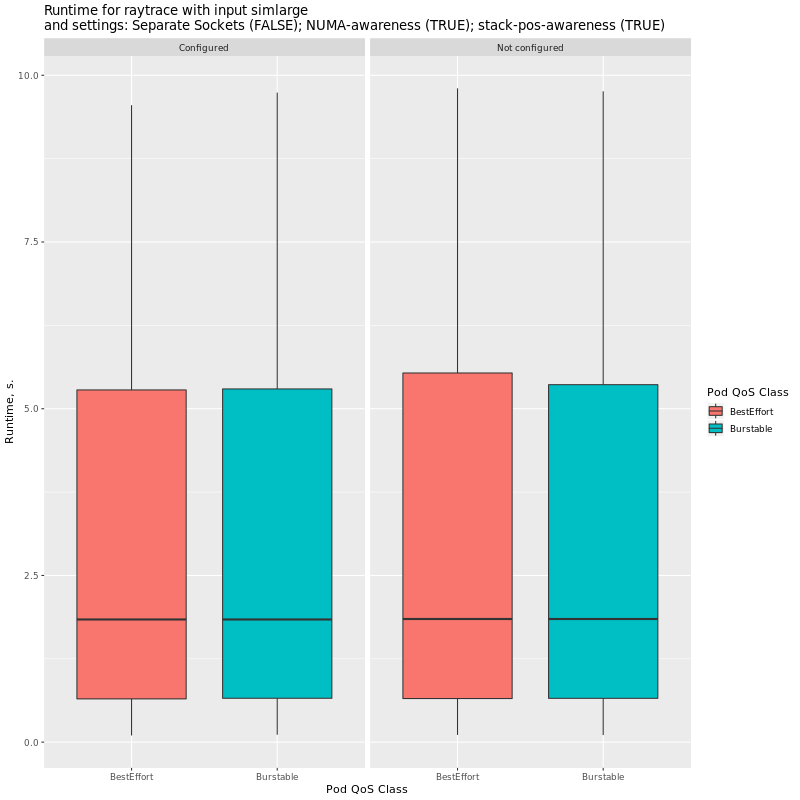 Runtime for raytrace with input simlarge
and settings: Separate Sockets (FALSE); NUMA-awareness (TRUE); stack-pos-awareness (TRUE)
Configured
Not configured
10.0
7.5
5.0
2.5
0.0
Runtime, s.
BestEffort
Burstable
BestEffort
Burstable
Pod QoS Class
Pod QoS Class
BestEffort
Burstable